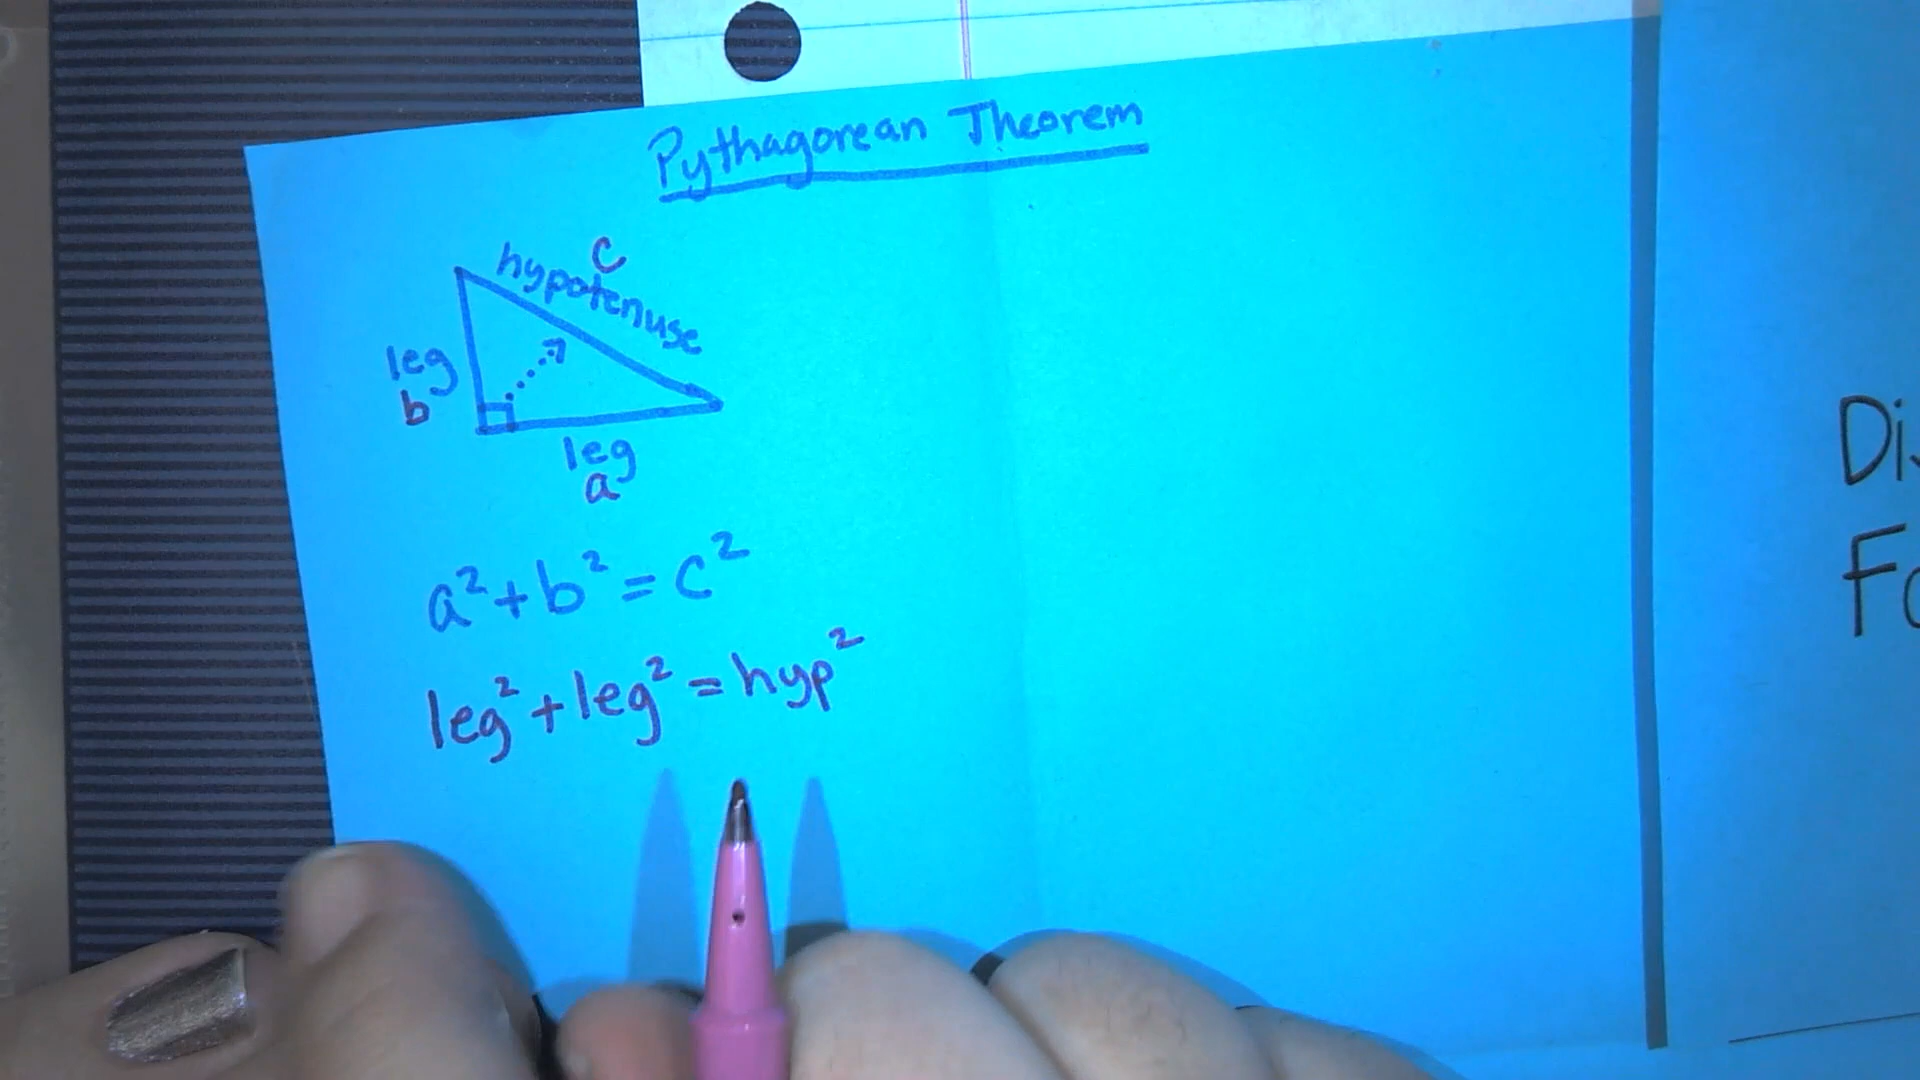 Pythagorean Theorem
c
hypotenuse
leg
b
leg
a
a² + b² = c²
leg² + leg² = hyp²